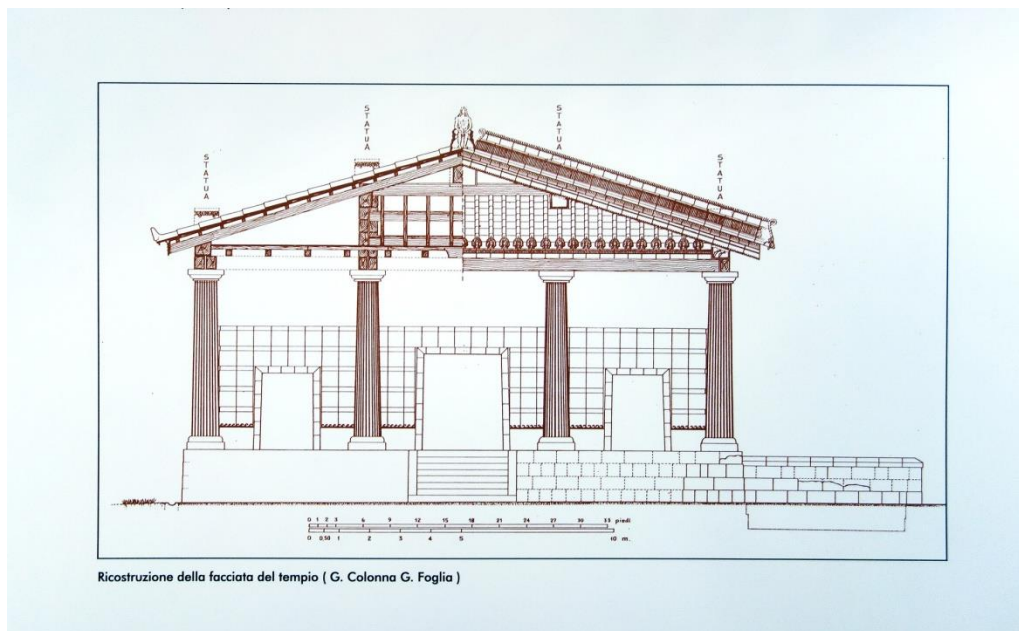 STATUA
STATUA
STATUA
STATUA
0 1 2 3 6 9 12 15 18 21 24 27 30 33 piedi
0 0,50 1 2 3 4 5 10 m.
Ricostruzione della facciata del tempio ( G. Colonna G. Foglia )